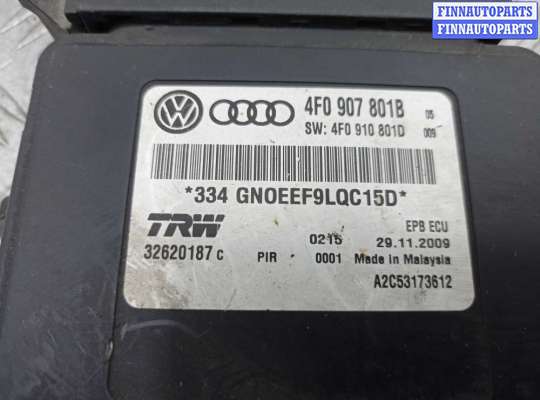 FINNAUTOPARTS
FINNAUTOPARTS
4F0 907 801B 05
SW: 4F0 910 801D 009
*334 GNOEEF9LQC15D*
TRW EPB ECU
0215 29.11.2009
32620187 C PIR 0001 Made in Malaysia
A2C53173612